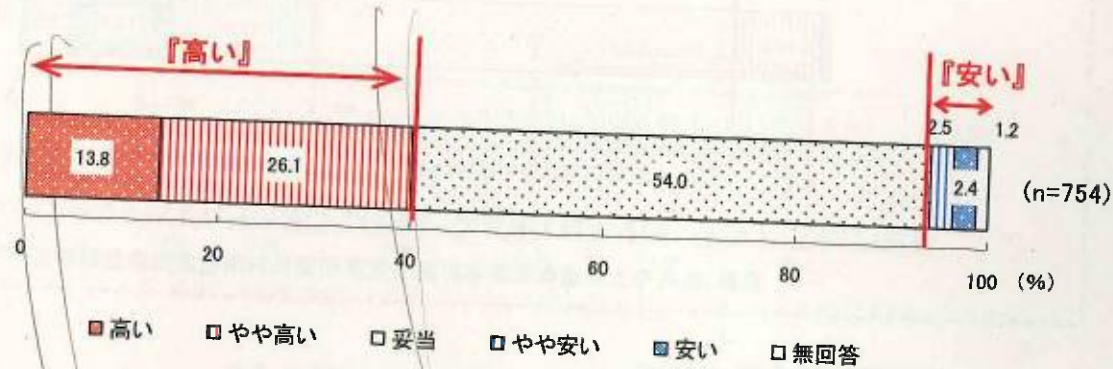 『高い』
『安い』
2.5 1.2
13.8 26.1 54.0 2.4 (n=754)
0 20 40 60 80 100 (%)
高い やや高い 妥当 やや安い 安い 無回答